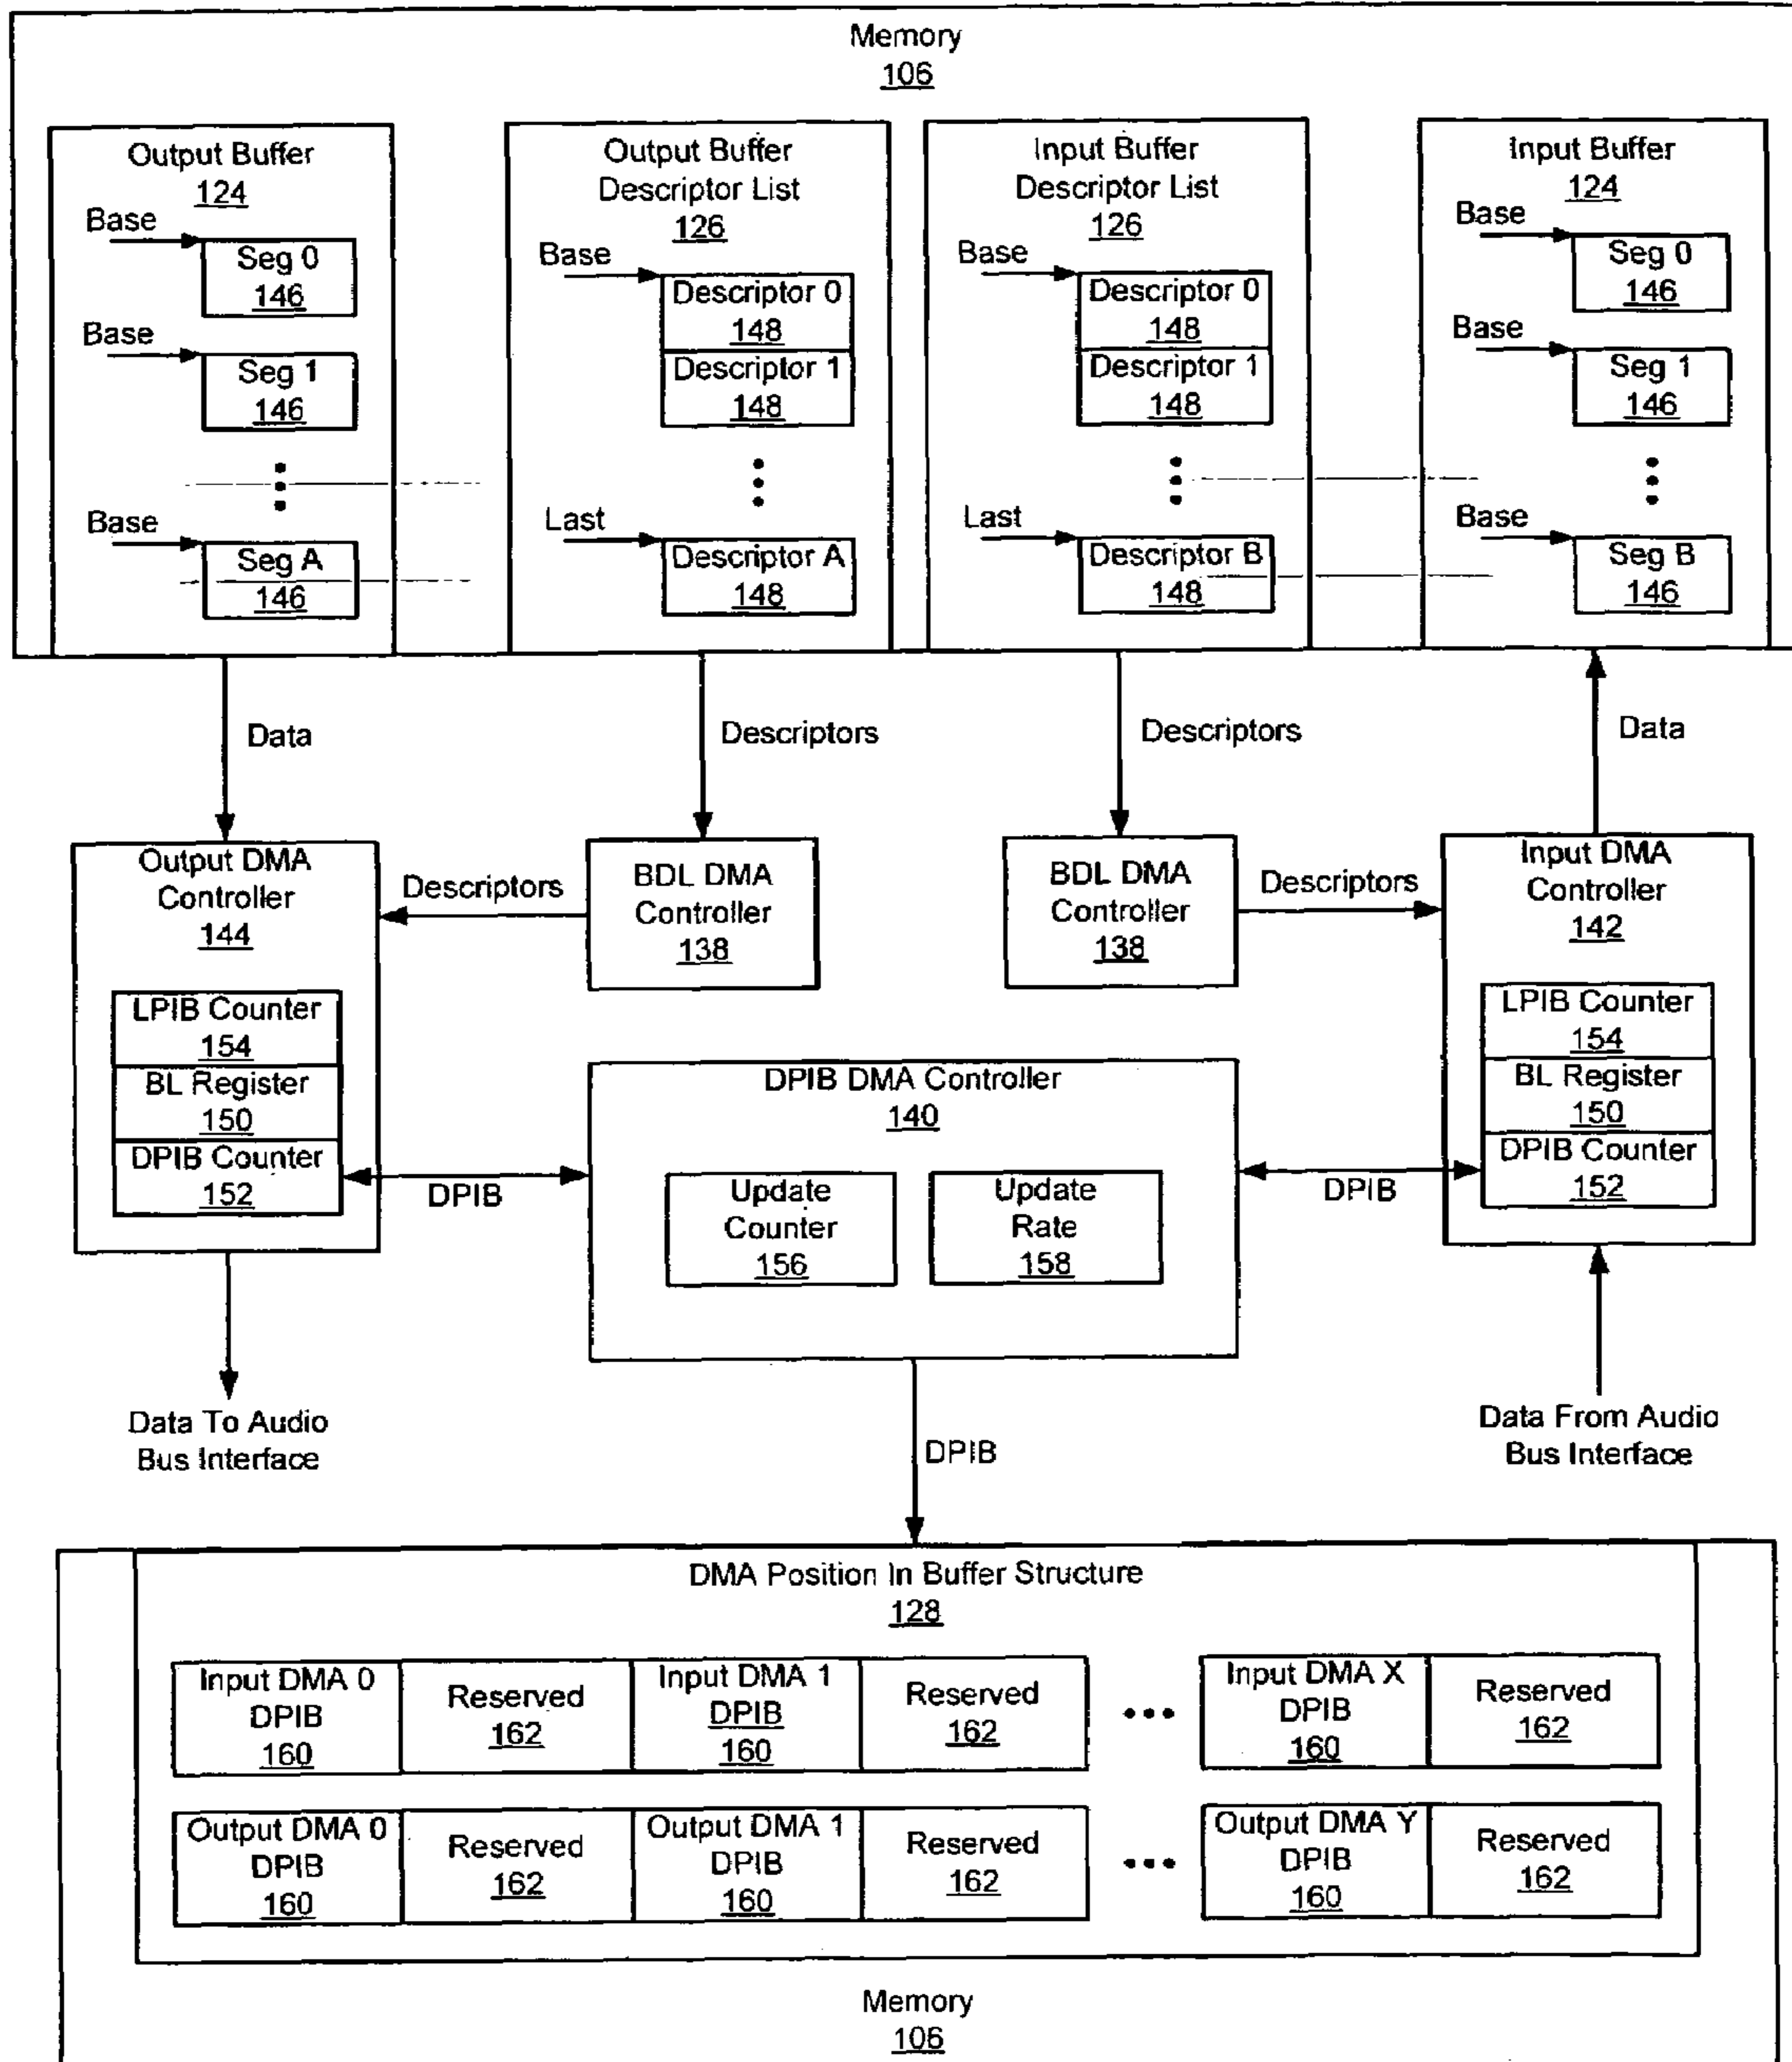 Memory
106
Output Buffer
124
Base
Seg 0
146
Base
Seg 1
146
Base
Seg A
146
Output Buffer
Descriptor List
126
Base
Descriptor 0
148
Descriptor 1
148
Last
Descriptor A
148
Input Buffer
Descriptor List
126
Base
Descriptor 0
148
Descriptor 1
148
Last
Descriptor B
148
Input Buffer
124
Base
Seg 0
146
Base
Seg 1
146
Base
Seg B
146
Data
Descriptors
Descriptors
Data
Output DMA
Controller
144
LPIB Counter
154
BL Register
150
DPIB Counter
152
Descriptors
BDL DMA
Controller
138
BDL DMA
Controller
138
Descriptors
Input DMA
Controller
142
LPIB Counter
154
BL Register
150
DPIB Counter
152
DPIB
DPIB DMA Controller
140
Update
Counter
156
Update
Rate
158
DPIB
Data To Audio
Bus Interface
DPIB
Data From Audio
Bus Interface
DMA Position In Buffer Structure
128
Input DMA 0
DPIB
160
Reserved
162
Input DMA 1
DPIB
160
Reserved
162
Input DMA X
DPIB
160
Reserved
162
Output DMA 0
DPIB
160
Reserved
162
Output DMA 1
DPIB
160
Reserved
162
Output DMA Y
DPIB
160
Reserved
162
Memory
106